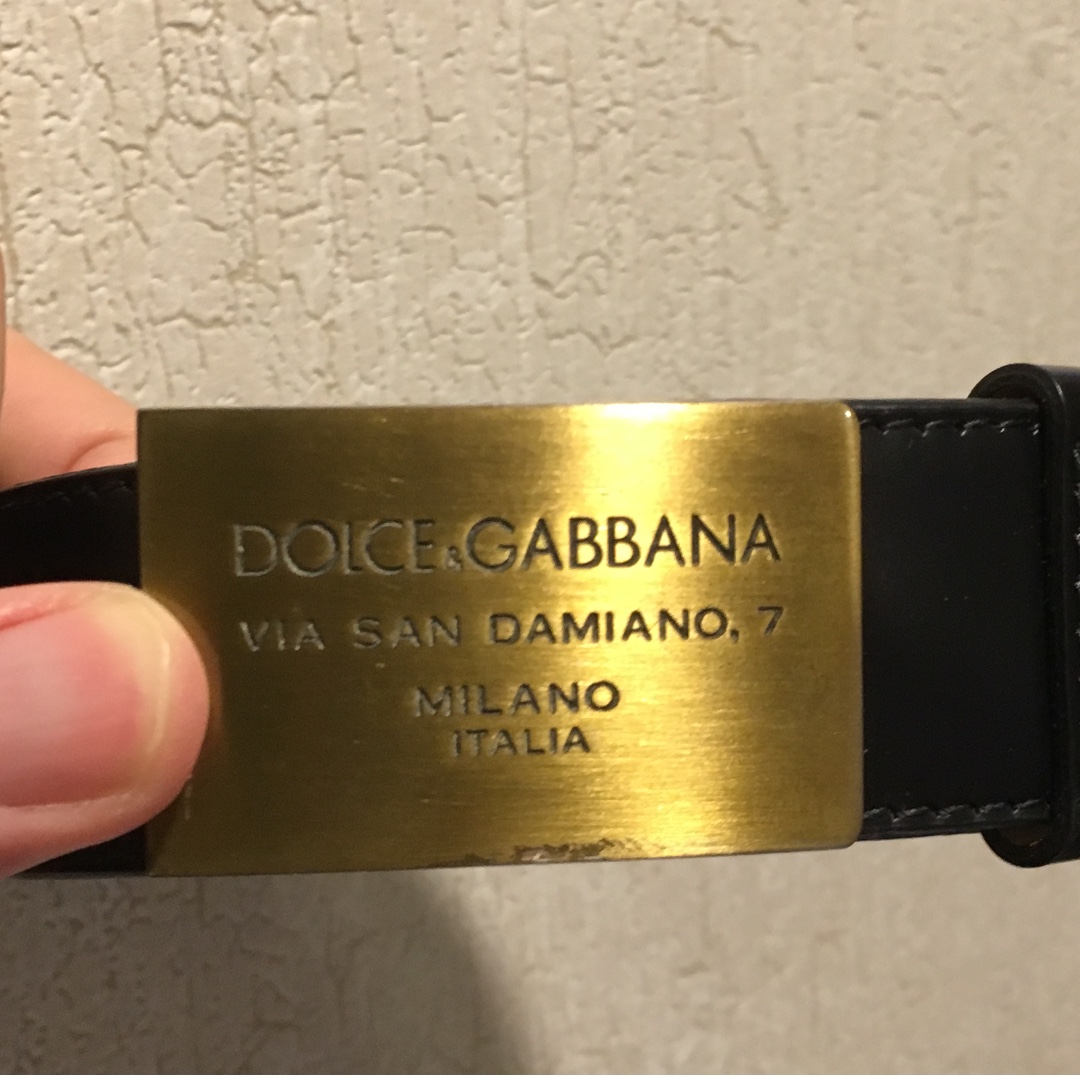 DOLCE&GABBANA
VIA SAN DAMIANO, 7
MILANO
ITALIA